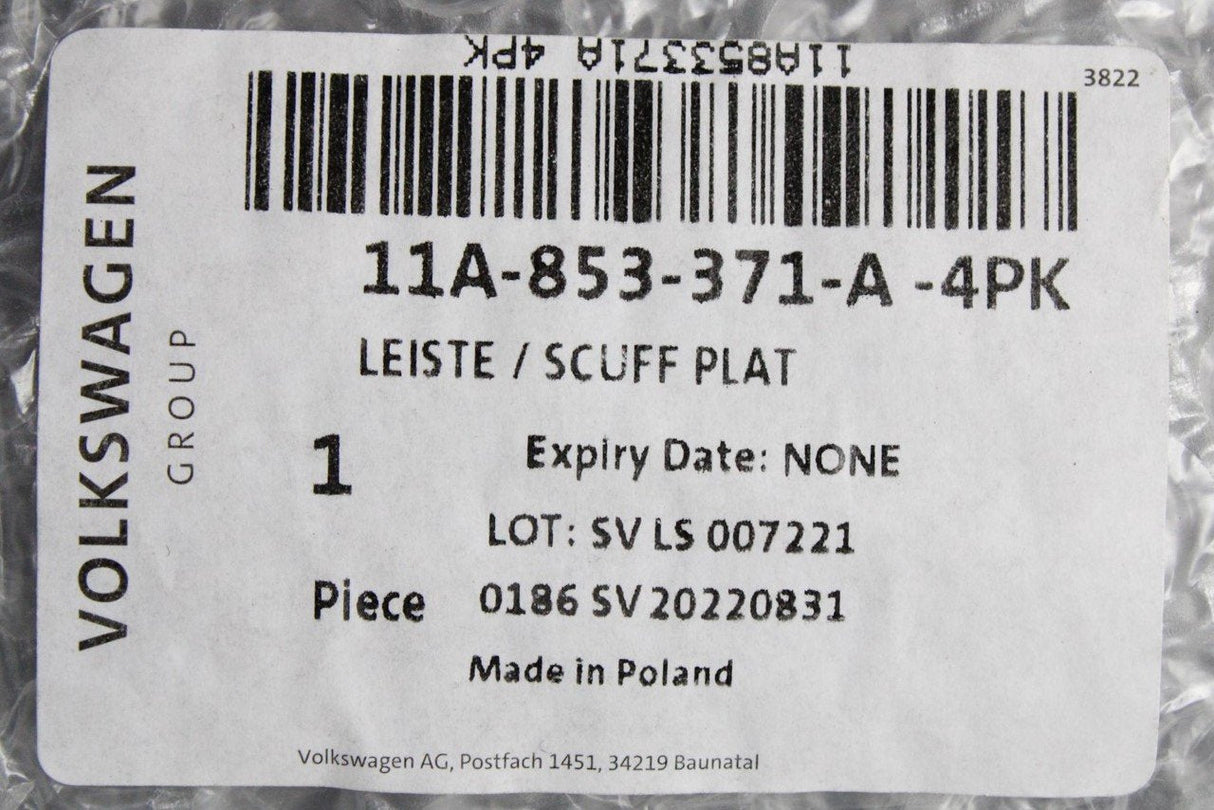 11A853371A 4PK
3822
11A-853-371-A -4PK
LEISTE / SCUFF PLAT
1
Expiry Date: NONE
LOT: SV LS 007221
Piece 0186 SV 20220831
Made in Poland
Volkswagen AG, Postfach 1451, 34219 Baunatal
VOLKSWAGEN
GROUP